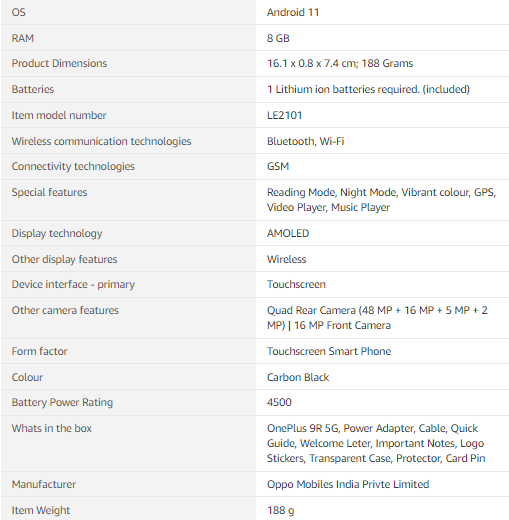 OS Android 11
RAM 8 GB
Product Dimensions 16.1 x 0.8 x 7.4 cm; 188 Grams
Batteries 1 Lithium ion batteries required. (included)
Item model number LE2101
Wireless communication technologies Bluetooth, Wi-Fi
Connectivity technologies GSM
Special features Reading Mode, Night Mode, Vibrant colour, GPS,
Video Player, Music Player
Display technology AMOLED
Other display features Wireless
Device interface - primary Touchscreen
Other camera features Quad Rear Camera (48 MP + 16 MP + 5 MP + 2
MP) | 16 MP Front Camera
Form factor Touchscreen Smart Phone
Colour Carbon Black
Battery Power Rating 4500
Whats in the box OnePlus 9R 5G, Power Adapter, Cable, Quick
Guide, Welcome Leter, Important Notes, Logo
Stickers, Transparent Case, Protector, Card Pin
Manufacturer Oppo Mobiles India Privte Limited
Item Weight 188 g